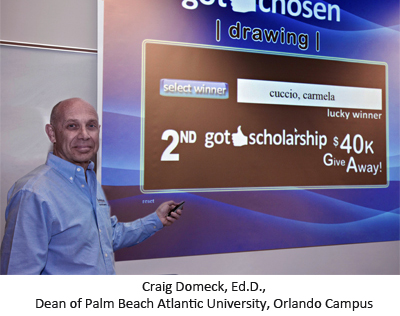 got chosen
| drawing |
select winner
cuccio, carmela
lucky winner
2ND got scholarship $40K
Give Away!
reset
Craig Domeck, Ed.D.,
Dean of Palm Beach Atlantic University, Orlando Campus